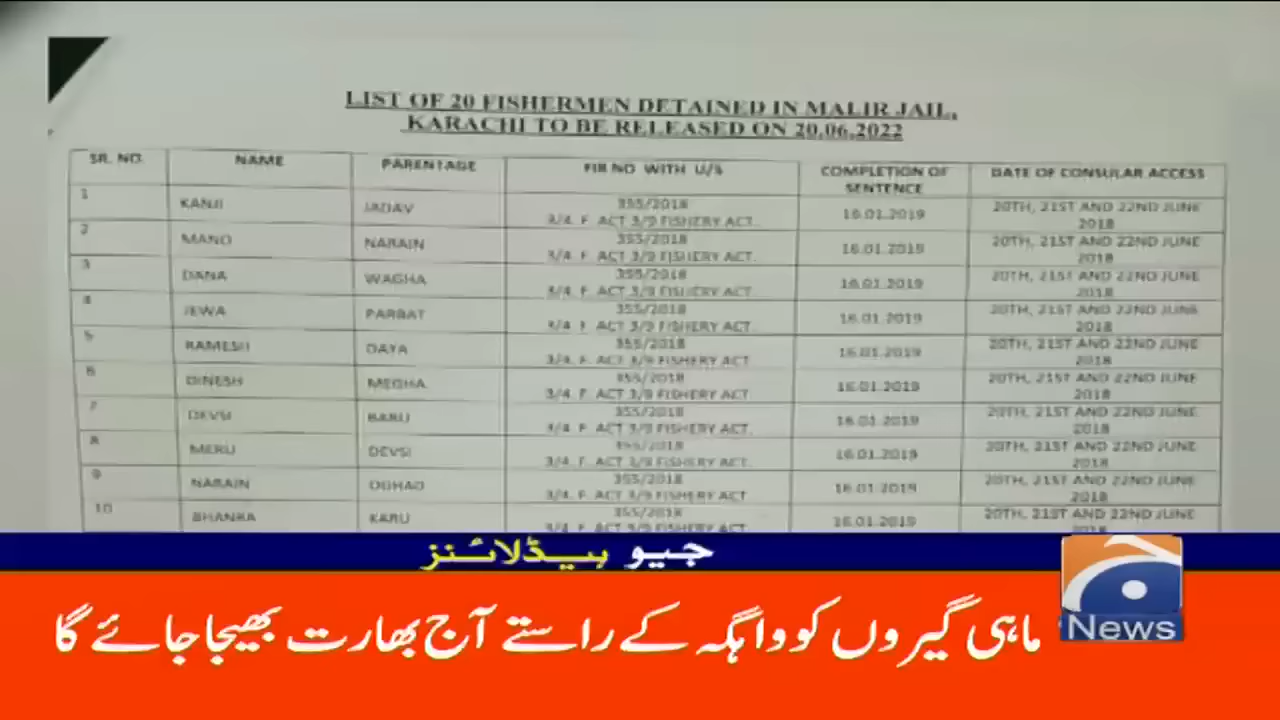 LIST OF 20 FISHERMEN DETAINED IN MALIR JAIL,
KARACHI TO BE RELEASED ON 20.06.2022
SR. NO. NAME PARENTAGE FIR NO WITH U/S COMPLETION OF SENTENCE DATE OF CONSULAR ACCESS
1 KANJI JADAV 355/2018 3/4. F. ACT 3/9 FISHERY ACT. 16.01.2019 20TH, 21ST AND 22ND JUNE 2018
2 MANO NARAIN 355/2018 3/4. F. ACT 3/9 FISHERY ACT. 16.01.2019 20TH, 21ST AND 22ND JUNE 2018
3 DANA WAGHA 355/2018 3/4. F. ACT 3/9 FISHERY ACT. 16.01.2019 20TH, 21ST AND 22ND JUNE 2018
4 JEWA PARBAT 355/2018 3/4. F. ACT 3/9 FISHERY ACT. 16.01.2019 20TH, 21ST AND 22ND JUNE 2018
5 RAMESH DAYA 355/2018 3/4. F. ACT 3/9 FISHERY ACT. 16.01.2019 20TH, 21ST AND 22ND JUNE 2018
6 DINESH MEGHA 355/2018 3/4. F. ACT 3/9 FISHERY ACT 16.01.2019 20TH, 21ST AND 22ND JUNE 2018
7 DEVSI BARU 355/2018 3/4. F. ACT 3/9 FISHERY ACT. 16.01.2019 20TH, 21ST AND 22ND JUNE 2018
8 MERU DEVSI 355/2018 3/4. F. ACT 3/9 FISHERY ACT. 16.01.2019 20TH, 21ST AND 22ND JUNE 2018
9 NARAIN 355/2018 3/4. F. ACT 3/9 FISHERY ACT 16.01.2019 20TH, 21ST AND 22ND JUNE 2018
10 BHANKA KARU 355/2018 3/4. F. ACT 3/9 FISHERY ACT 16.01.2019 20TH, 21ST AND 22ND JUNE 2018
جیو ہیڈلائنز
ماہی گیروں کو واہگہ کے راستے آج بھارت بھیجا جائے گا
News